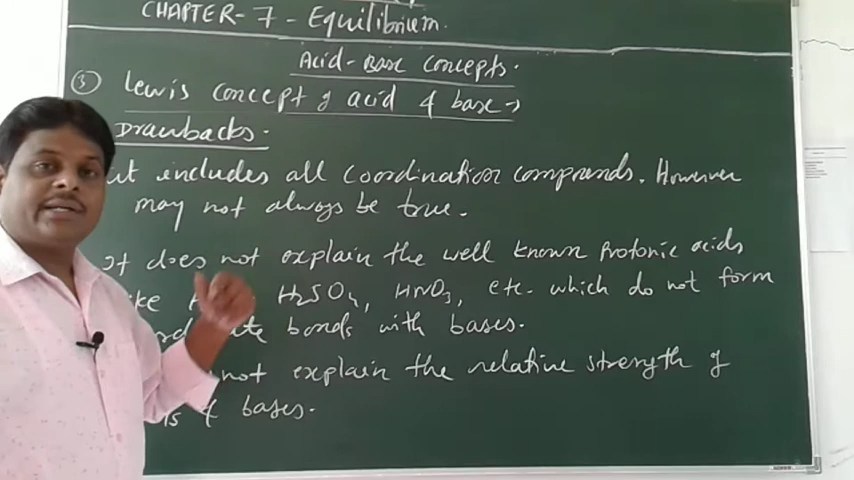 CHAPTER-7-Equilibrium.
Acid-Base Concepts.
③ Lewis Concept of acid & base →
Drawbacks.
It includes all coordination compounds. However
may not always be true.
It does not explain the well known Protonic acids
H₂SO₄, HNO₃, etc. which do not form
bonds with bases.
not explain the relative strength of
& bases.